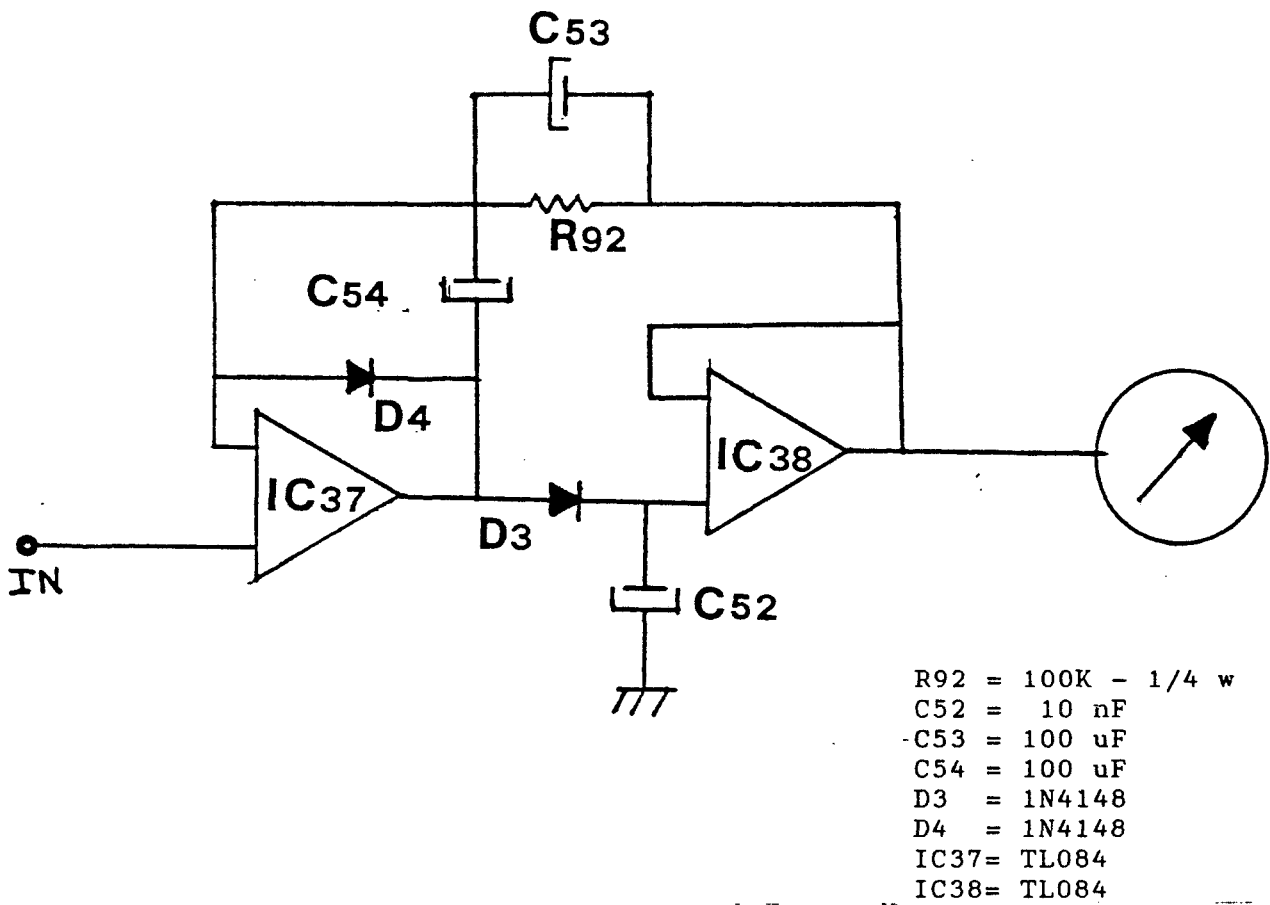 C53
R92
C54
D4
IC38
IC37
D3
IN
C52
R92 = 100K - 1/4 w
C52 = 10 nF
C53 = 100 uF
C54 = 100 uF
D3 = 1N4148
D4 = 1N4148
IC37= TL084
IC38= TL084